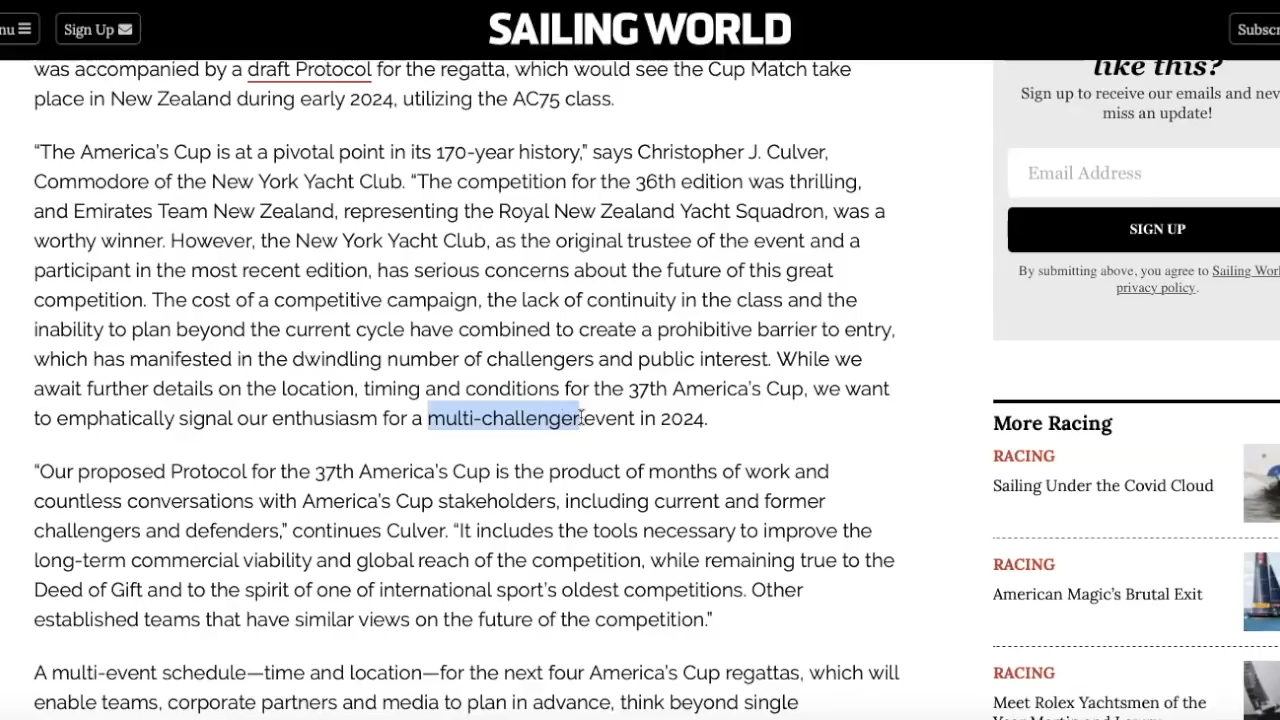 nu
Sign Up
SAILING WORLD
Subscr
was accompanied by a draft Protocol for the regatta, which would see the Cup Match take
place in New Zealand during early 2024, utilizing the AC75 class.
“The America’s Cup is at a pivotal point in its 170-year history,” says Christopher J. Culver,
Commodore of the New York Yacht Club. “The competition for the 36th edition was thrilling,
and Emirates Team New Zealand, representing the Royal New Zealand Yacht Squadron, was a
worthy winner. However, the New York Yacht Club, as the original trustee of the event and a
participant in the most recent edition, has serious concerns about the future of this great
competition. The cost of a competitive campaign, the lack of continuity in the class and the
inability to plan beyond the current cycle have combined to create a prohibitive barrier to entry,
which has manifested in the dwindling number of challengers and public interest. While we
await further details on the location, timing and conditions for the 37th America’s Cup, we want
to emphatically signal our enthusiasm for a multi-challenger event in 2024.
“Our proposed Protocol for the 37th America’s Cup is the product of months of work and
countless conversations with America’s Cup stakeholders, including current and former
challengers and defenders,” continues Culver. “It includes the tools necessary to improve the
long-term commercial viability and global reach of the competition, while remaining true to the
Deed of Gift and to the spirit of one of international sport’s oldest competitions. Other
established teams that have similar views on the future of the competition.”
A multi-event schedule—time and location—for the next four America’s Cup regattas, which will
enable teams, corporate partners and media to plan in advance, think beyond single
like this?
Sign up to receive our emails and nev
miss an update!
Email Address
SIGN UP
By submitting above, you agree to Sailing Worl
privacy policy.
More Racing
RACING
Sailing Under the Covid Cloud
RACING
American Magic’s Brutal Exit
RACING
Meet Rolex Yachtsmen of the